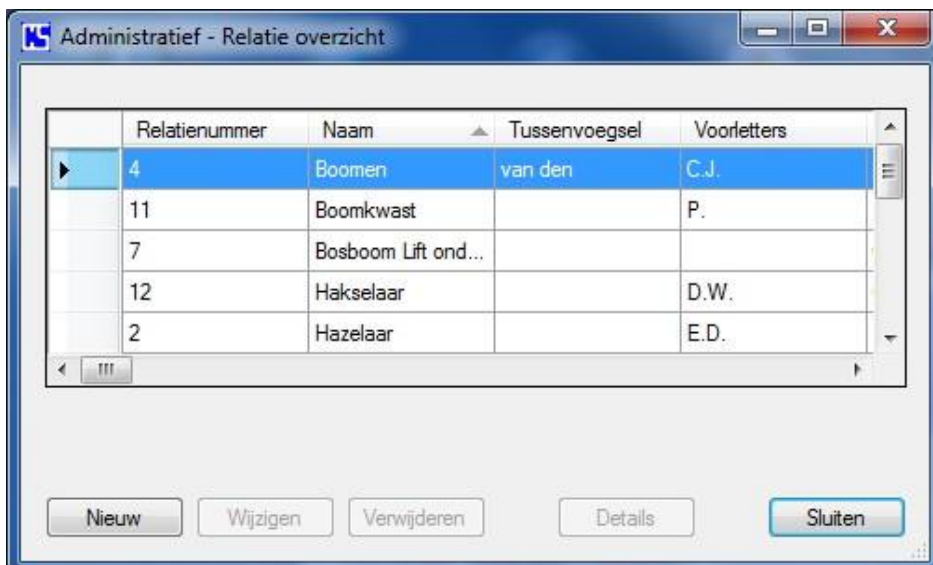 KS Administratief - Relatie overzicht
Relatienummer Naam Tussenvoegsel Voorletters
4 Boomen van den C.J.
11 Boomkwast P.
7 Bosboom Lift ond...
12 Hakselaar D.W.
2 Hazelaar E.D.
Nieuw Wijzigen Verwijderen Details Sluiten